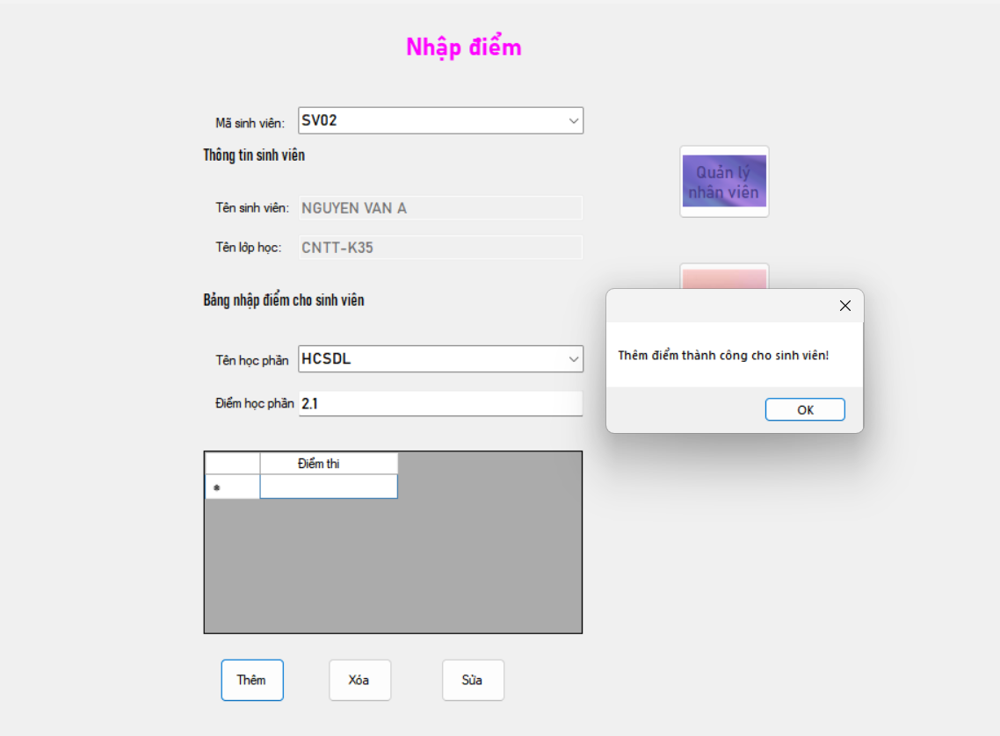 Nhập điểm
Mã sinh viên: SV02
Thông tin sinh viên
Quản lý
nhân viên
Tên sinh viên: NGUYEN VAN A
Tên lớp học: CNTT-K35
Bảng nhập điểm cho sinh viên
Thêm điểm thành công cho sinh viên!
OK
Tên học phần HCSDL
Điểm học phần 2.1
Điểm thi
Thêm Xóa Sửa